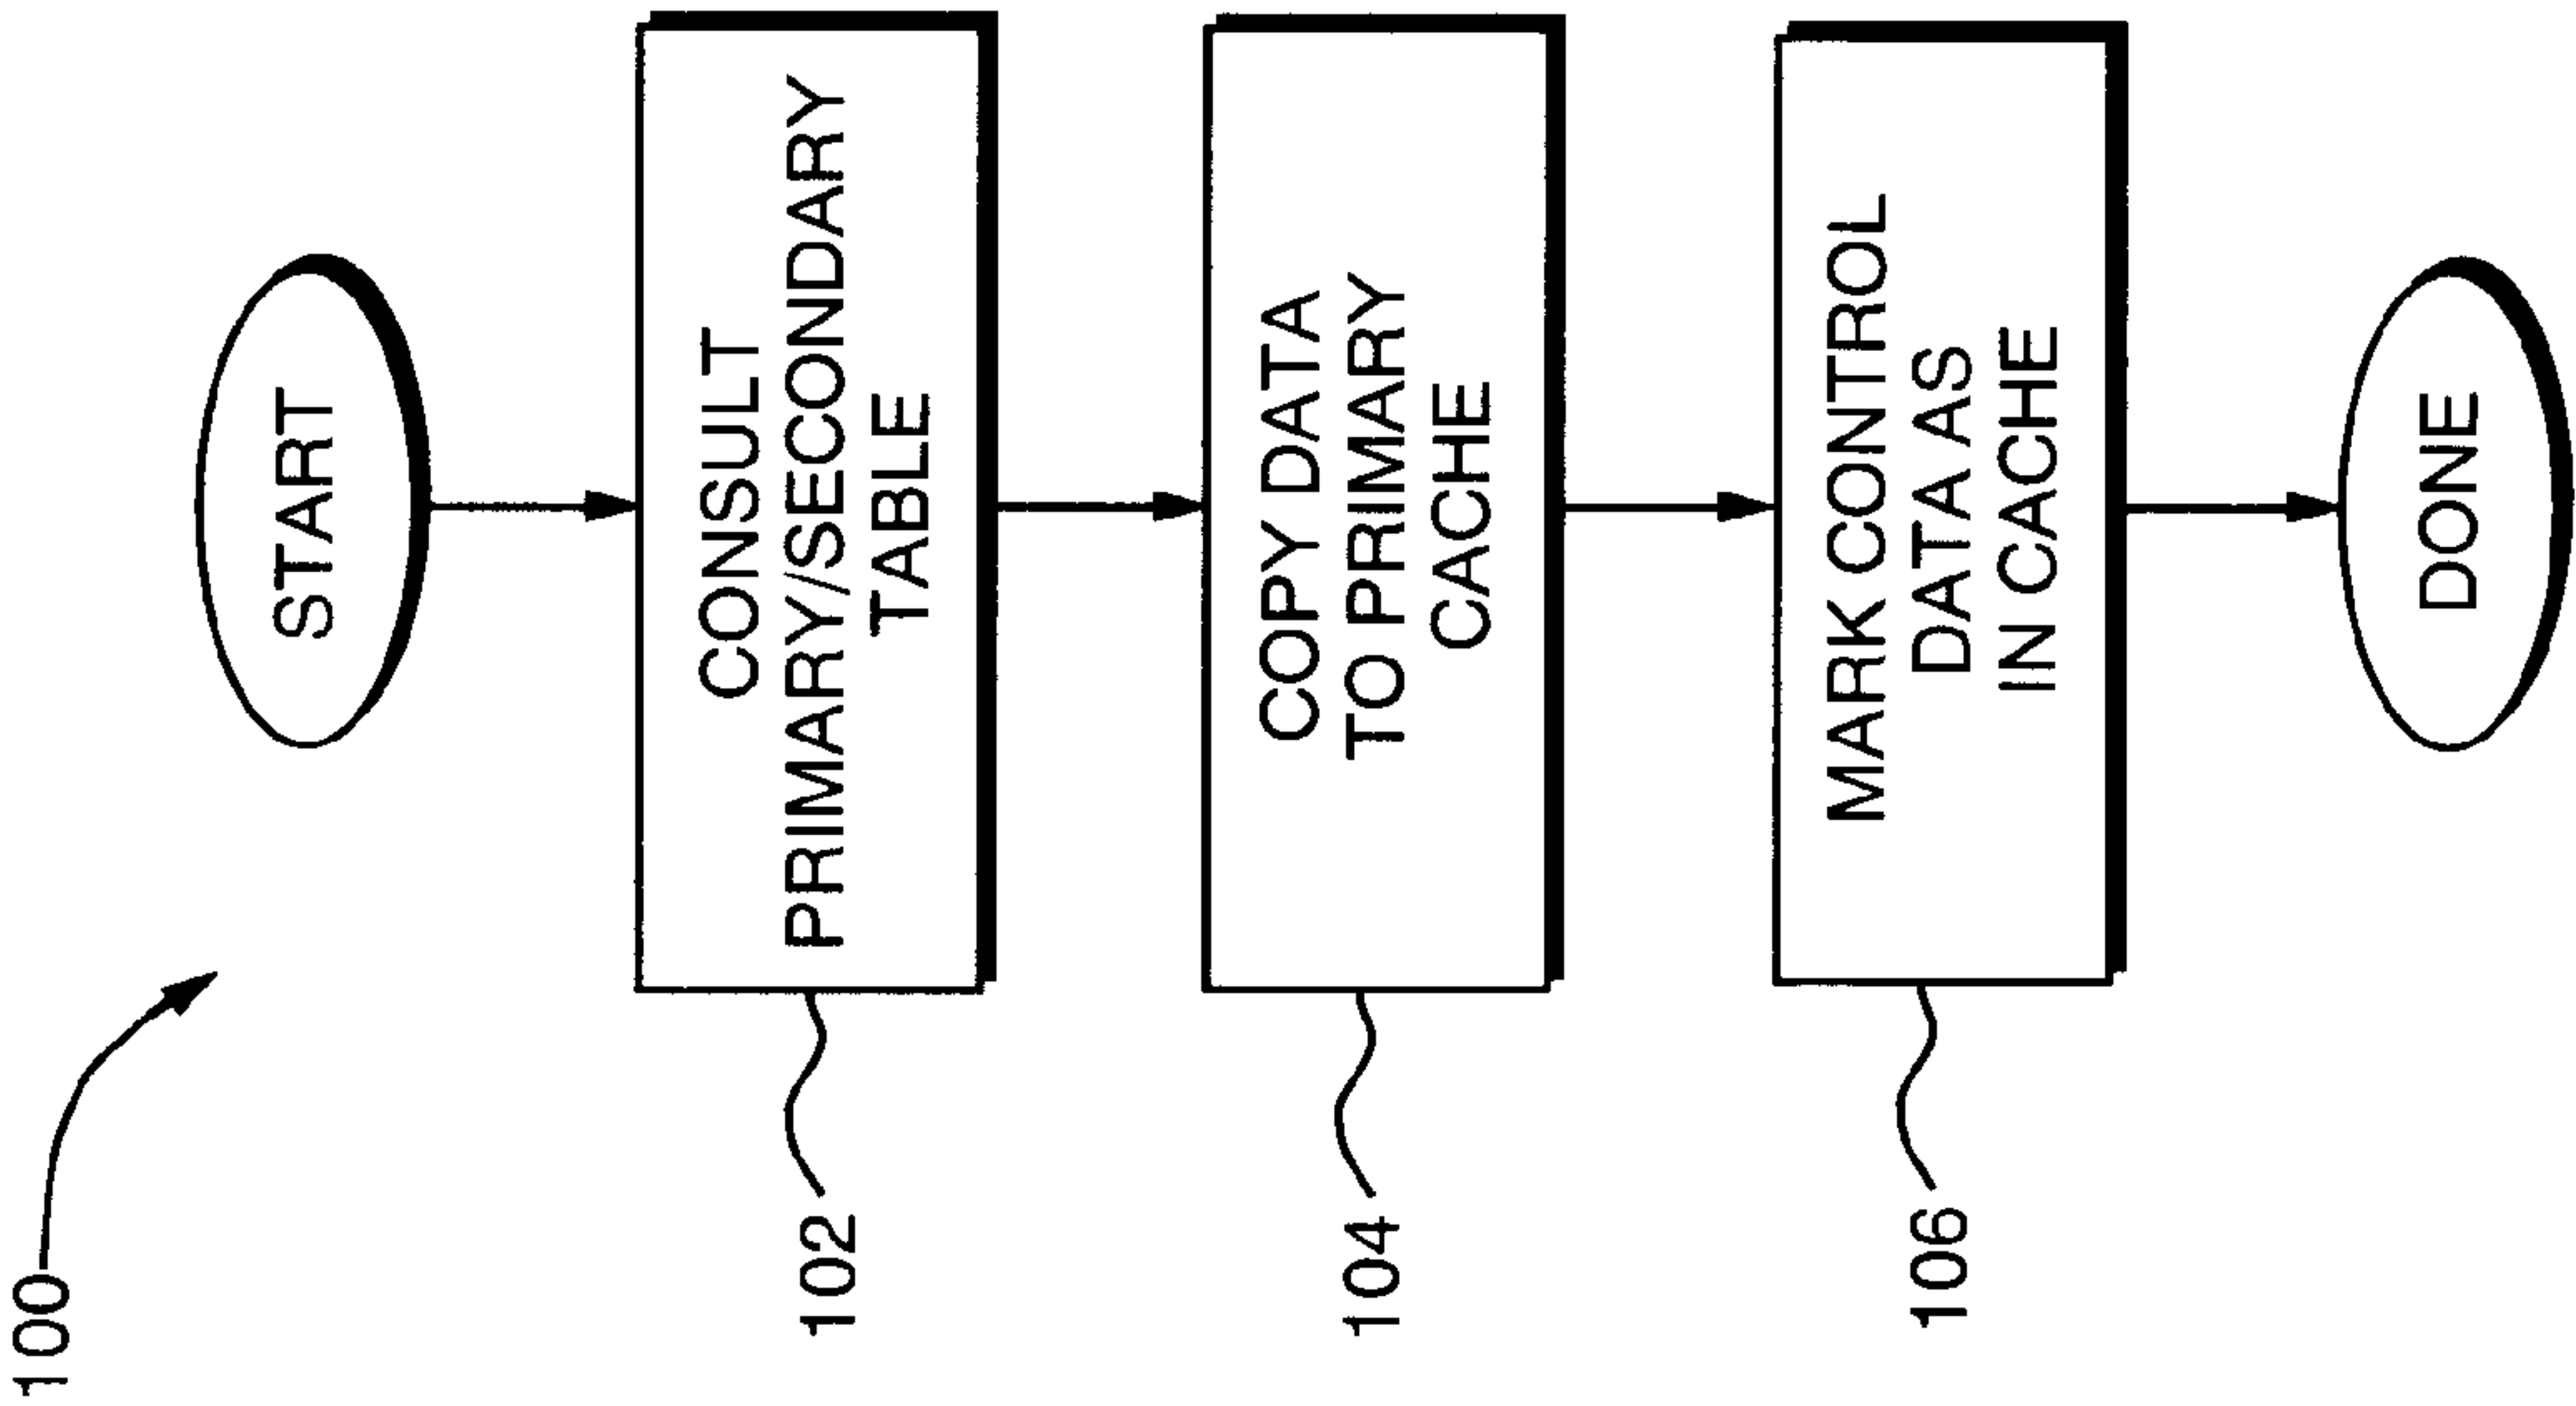 100
START
CONSULT
PRIMARY/SECONDARY
TABLE
102
COPY DATA
TO PRIMARY
CACHE
104
MARK CONTROL
DATA AS
IN CACHE
106
DONE